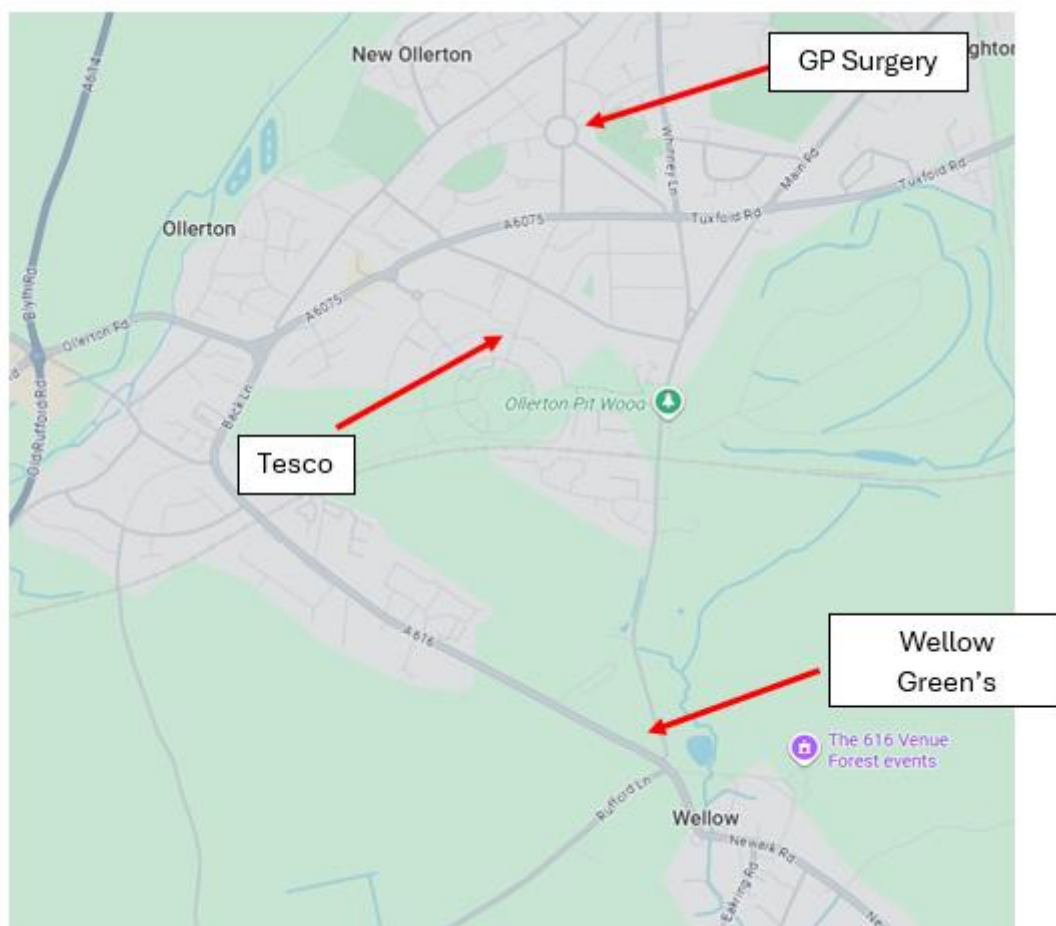 New Ollerton
GP Surgery
ghton
A614
Whinney Ln
Main Rd
Tuxford Rd
Tuxford Rd
A6075
Ollerton
Blyth Rd
A6075
Ollerton Rd
Old Rufford Rd
Back Ln
Ollerton Pit Wood
Tesco
A616
Wellow
Green's
The 616 Venue
Forest events
Rufford Ln
Wellow
Newark Rd
Eakring Rd
Ne